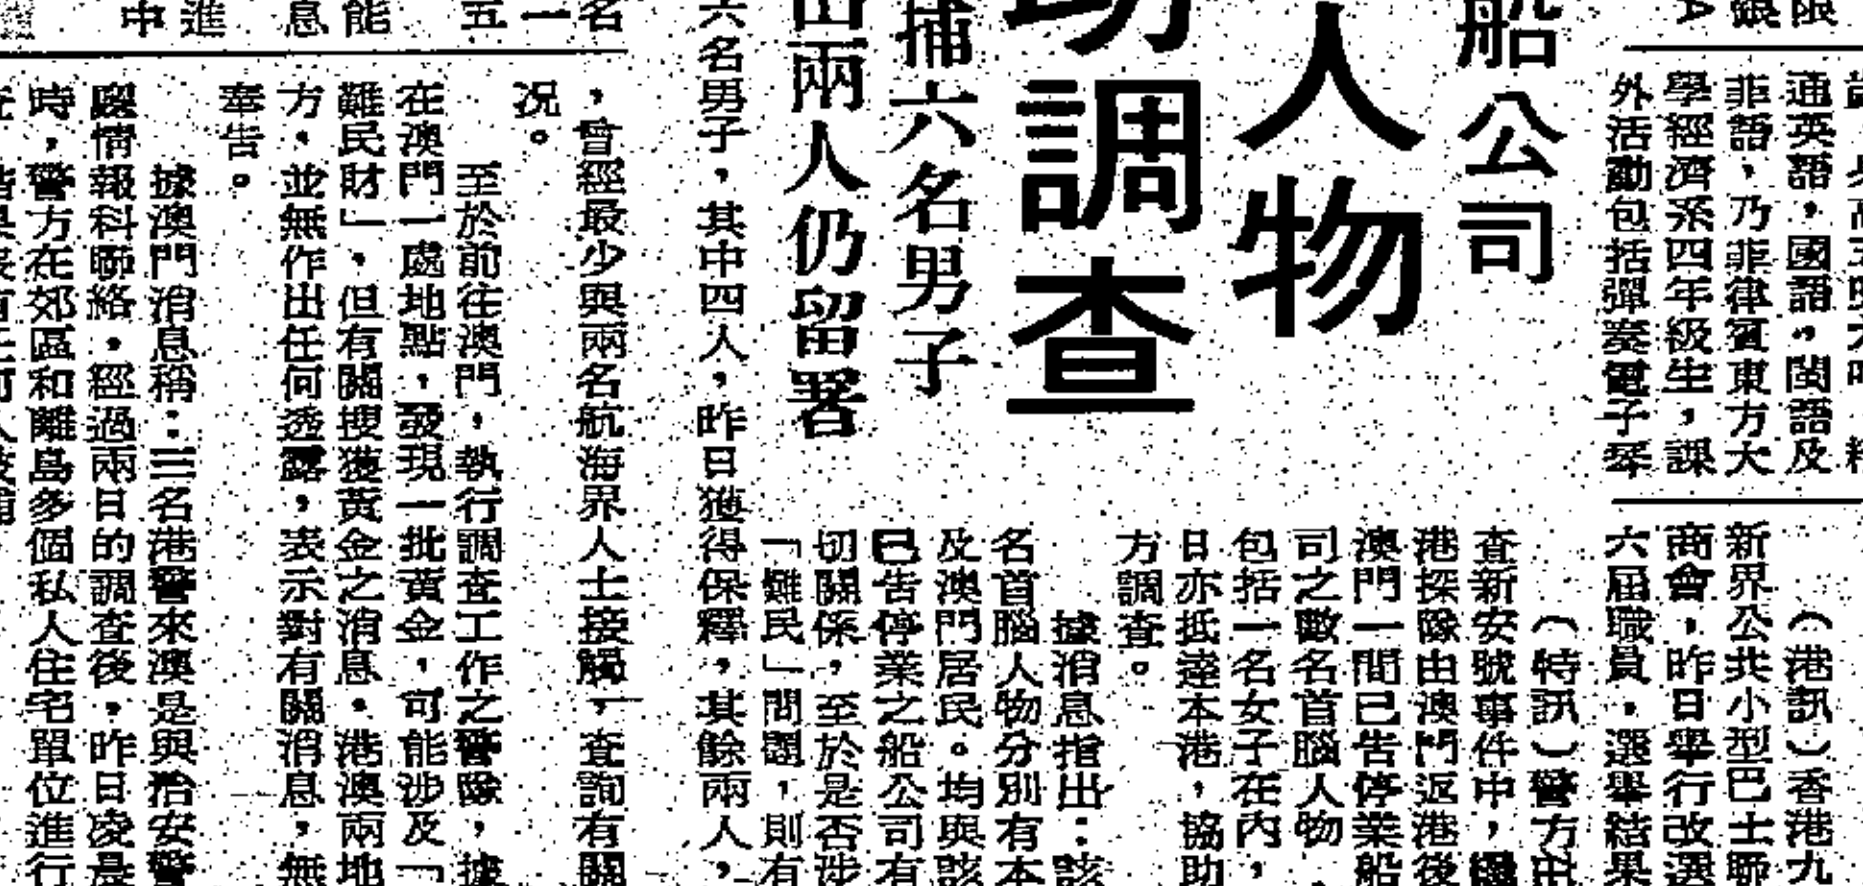 限
銀
通英語，國語，閩語及
菲語，乃菲律賓東方大
學經濟系四年級生，課
外活動包括彈奏電子琴
（港訊）香港九
新界公共小型巴士聯
商會，昨日舉行改選
六屆職員，選舉結果
船公司
人物
助調查
捕六名男子
兩人仍留署
（特訊）警方
查新安號事件中，
港探隊由澳門返港後
澳門一間已告停業船
司之數名首腦人物
包括一名女子在內，
日亦抵達本港，協助
方調查。
據消息指出：該
名首腦人物分別有本
及澳門居民。均與該
已告停業之船公司有
切關係，至於是否涉
「難民」問題，則有
六名男子，其中四人，昨日獲得保釋，其餘兩人，
名
一
五
能
息
進
中
，曾經最少與兩名航海界人士接觸，查詢有關
况。
至於前往澳門，執行調查工作之警隊，據
在澳門一處地點，發現一批黃金，可能涉及「
難民財」，但有關搜獲黃金之消息。港澳兩地
方，並無作出任何透露，表示對有關消息，無
奉告。
據澳門消息稱：三名港警來澳是與治安警
處情報科聯絡，經過兩日的調查後，昨日凌晨
時，警方在郊區和離島多個私人住宅單位進行